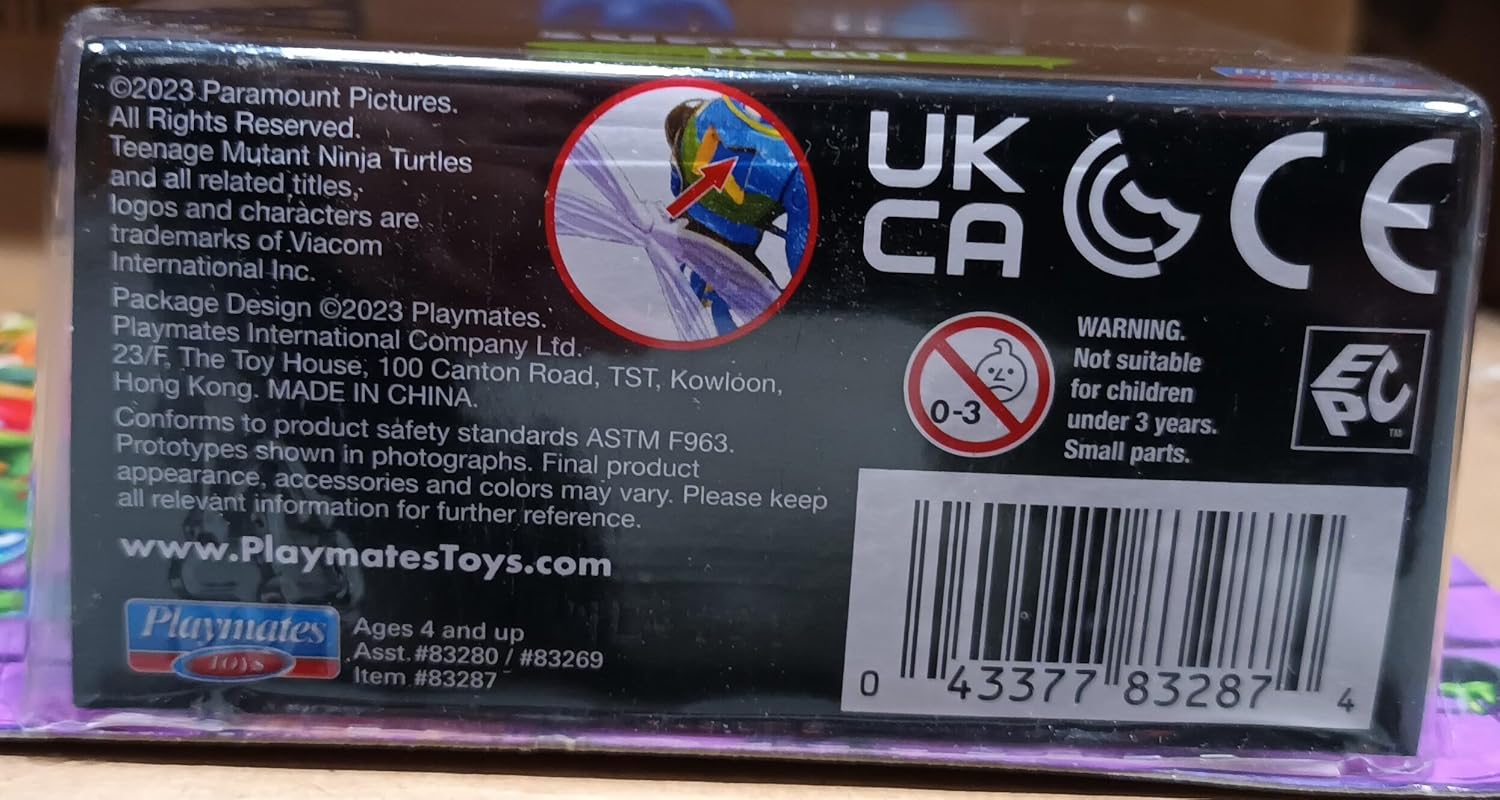 ©2023 Paramount Pictures.
All Rights Reserved.
Teenage Mutant Ninja Turtles
and all related titles,
logos and characters are
trademarks of Viacom
International Inc.
Package Design ©2023 Playmates.
Playmates International Company Ltd.
23/F, The Toy House, 100 Canton Road, TST, Kowloon,
Hong Kong. MADE IN CHINA.
Conforms to product safety standards ASTM F963.
Prototypes shown in photographs. Final product
appearance, accessories and colors may vary. Please keep
all relevant information for further reference.
www.PlaymatesToys.com
Playmates
TOYS
Ages 4 and up
Asst. #83280 / #83269
Item #83287
UK
CA
CE
0-3
WARNING.
Not suitable
for children
under 3 years.
Small parts.
EPC
TM
0 43377 83287 4